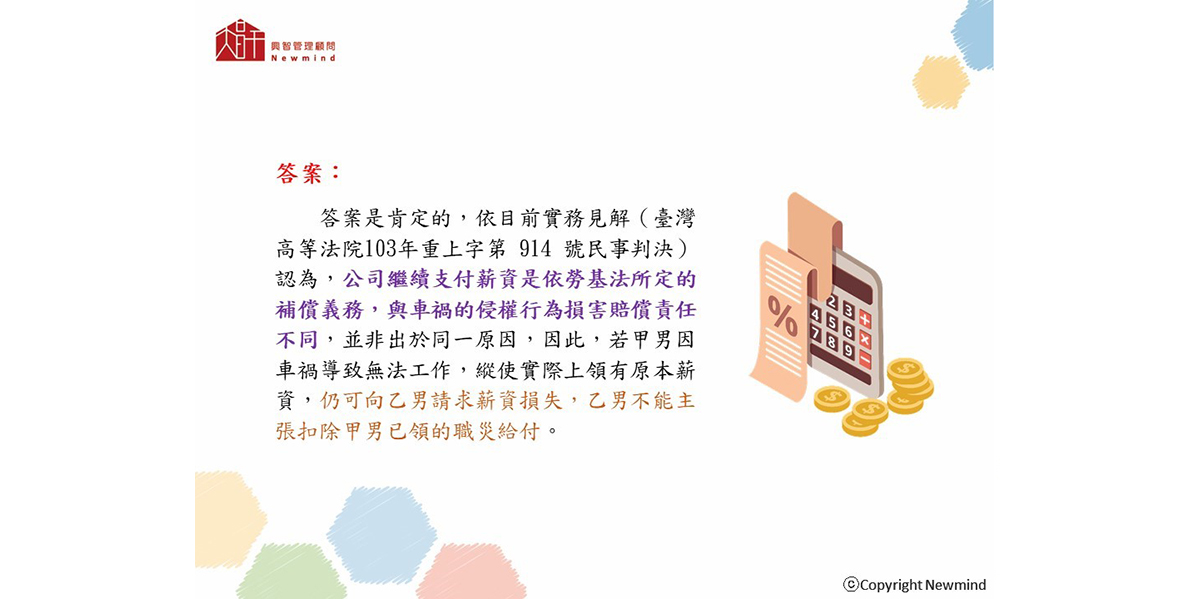 興智管理顧問
Newmind
答案：
答案是肯定的，依目前實務見解（臺灣
高等法院103年重上字第 914 號民事判決）
認為，公司繼續支付薪資是依勞基法所定的
補償義務，與車禍的侵權行為損害賠償責任
不同，並非出於同一原因，因此，若甲男因
車禍導致無法工作，縱使實際上領有原本薪
資，仍可向乙男請求薪資損失，乙男不能主
張扣除甲男已領的職災給付。
%
2 3 +
4 5 6 ×
7 8 9 −
$
$
$
ⓒCopyright Newmind